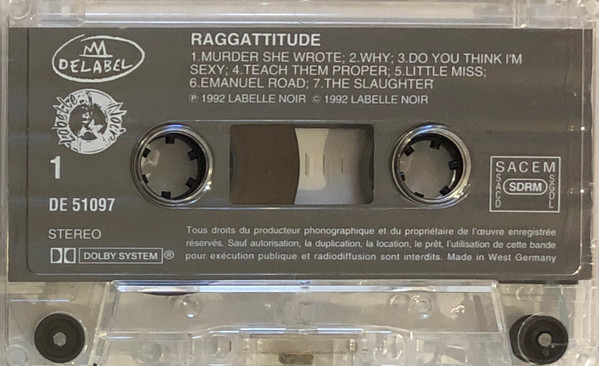 DELABEL
RAGGATTITUDE
1.MURDER SHE WROTE; 2.WHY; 3.DO YOU THINK I'M
SEXY; 4.TEACH THEM PROPER; 5.LITTLE MISS;
6.EMANUEL ROAD; 7.THE SLAUGHTER
℗ 1992 LABELLE NOIR © 1992 LABELLE NOIR
1
DE 51097
STEREO
DOLBY SYSTEM®
SACEM
SACD
SDRM
SGDL
Tous droits du producteur phonographique et du propriétaire de l'œuvre enregistrée
réservés. Sauf autorisation, la duplication, la location, le prêt, l'utilisation de cette bande
pour exécution publique et radiodiffusion sont interdits. Made in West Germany